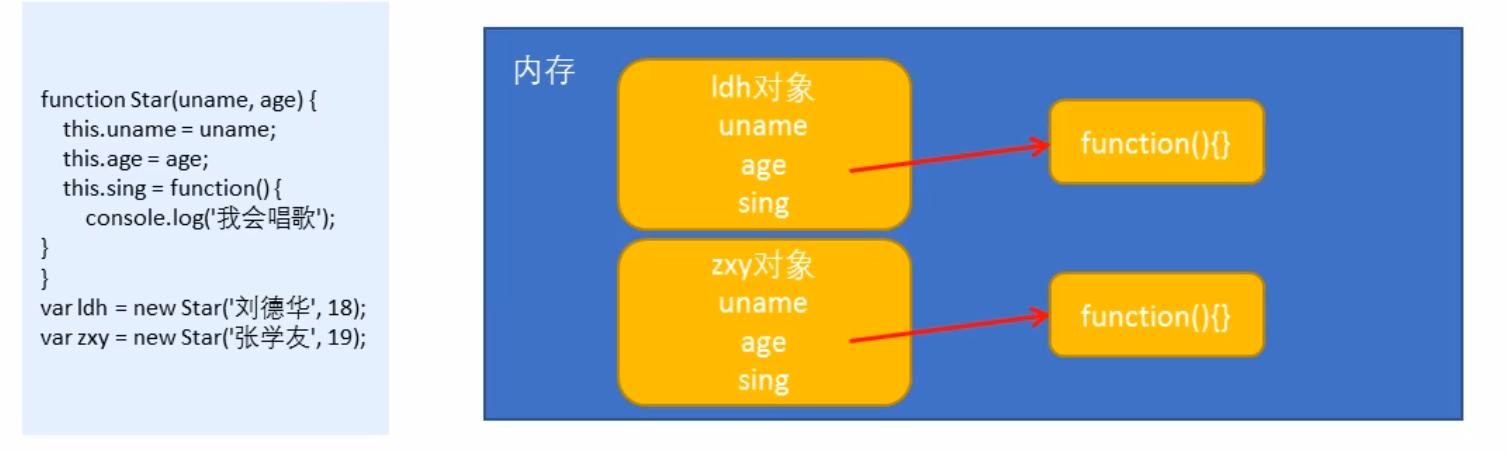 function Star(uname, age) {
this.uname = uname;
this.age = age;
this.sing = function() {
console.log('我会唱歌');
}
}
var ldh = new Star('刘德华', 18);
var zxy = new Star('张学友', 19);
内存
ldh对象
uname
age
sing
function(){}
zxy对象
uname
age
sing
function(){}